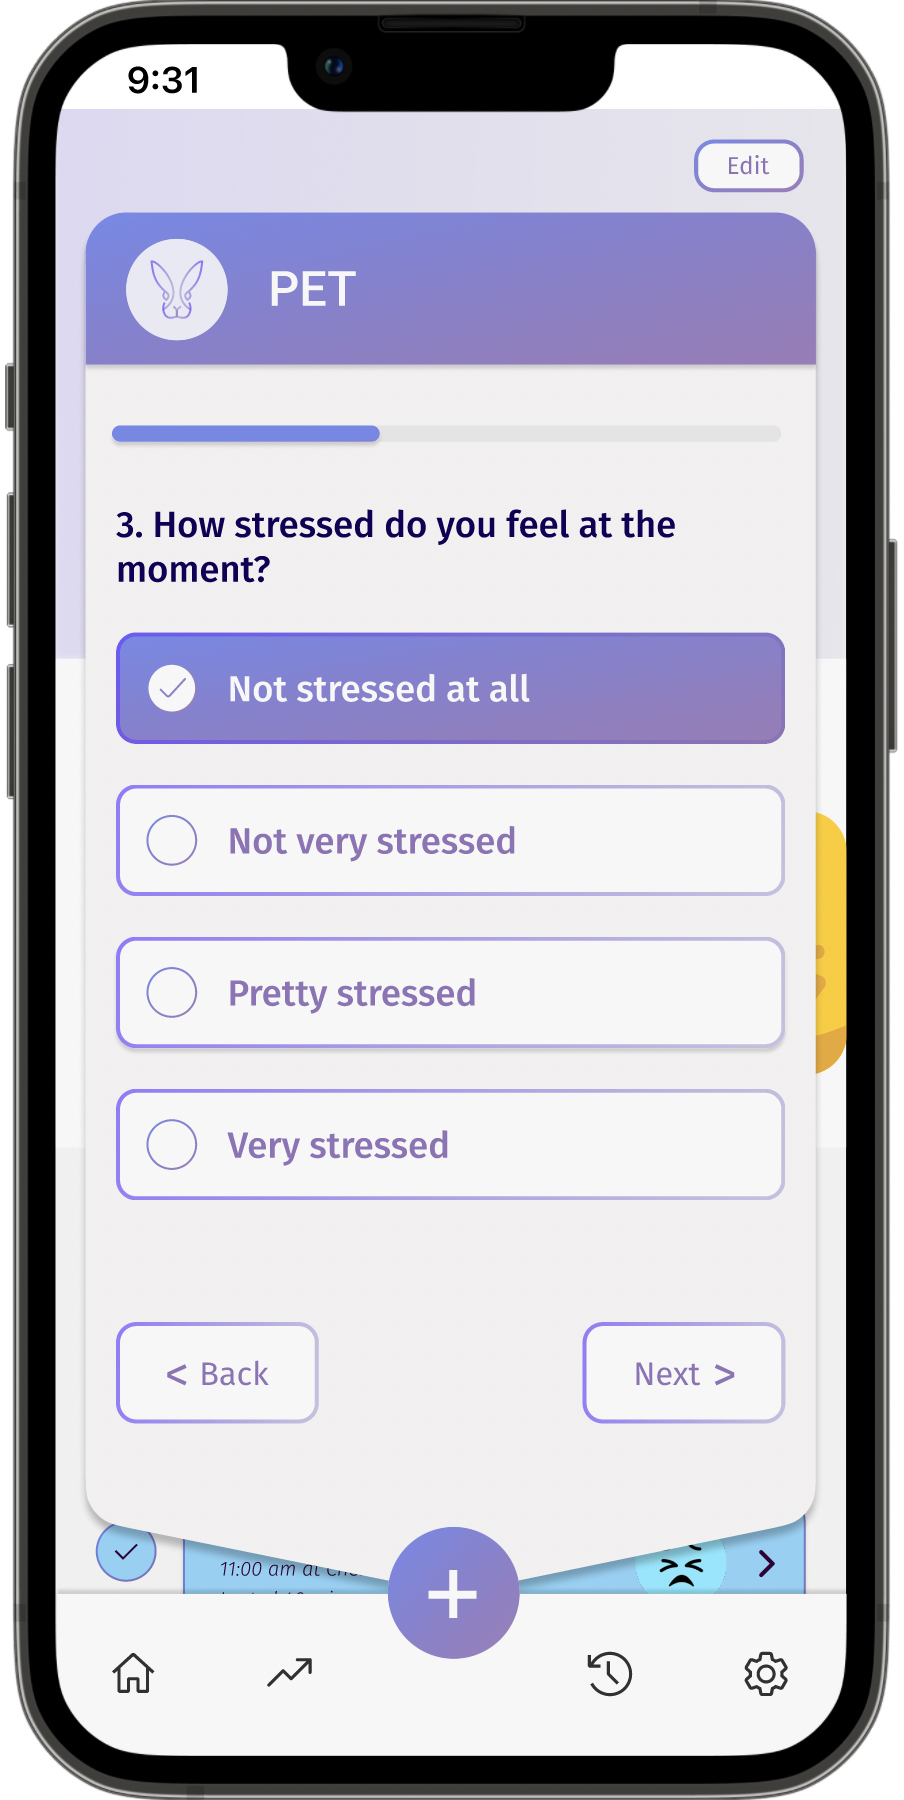 9:31
Edit
PET
3. How stressed do you feel at the
moment?
Not stressed at all
Not very stressed
Pretty stressed
Very stressed
< Back
Next >
11:00 am at